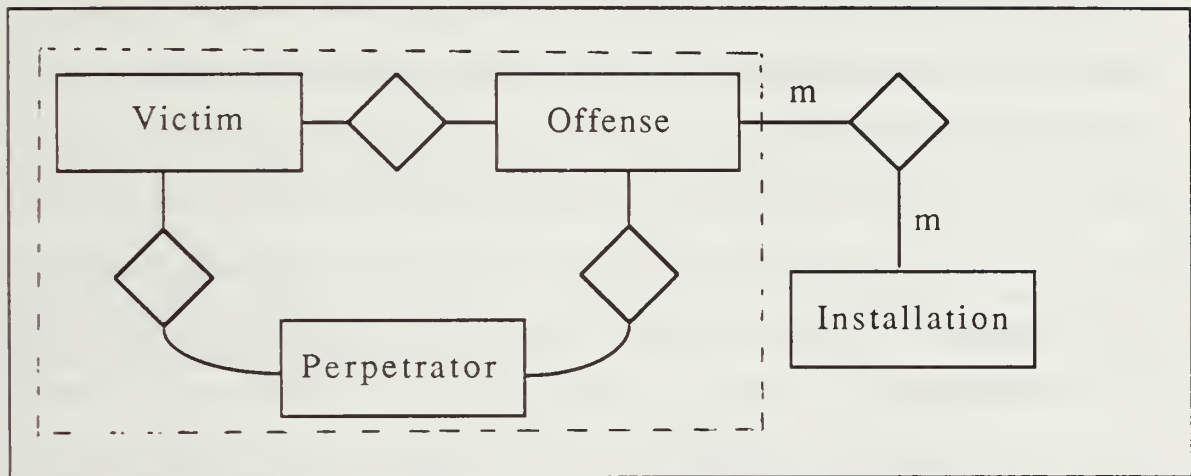 Victim
Offense
m
m
Installation
Perpetrator